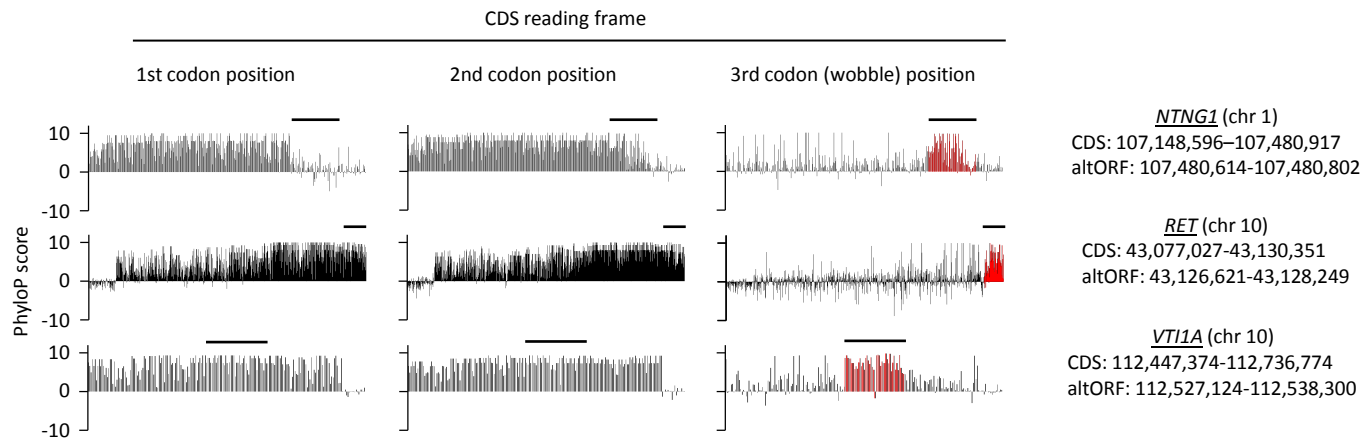 CDS reading frame
1st codon position
2nd codon position
3rd codon (wobble) position
PhyloP score
10
0
-10
NTNG1 (chr 1)
CDS: 107,148,596–107,480,917
altORF: 107,480,614-107,480,802
10
0
-10
RET (chr 10)
CDS: 43,077,027-43,130,351
altORF: 43,126,621-43,128,249
10
0
-10
VTI1A (chr 10)
CDS: 112,447,374-112,736,774
altORF: 112,527,124-112,538,300